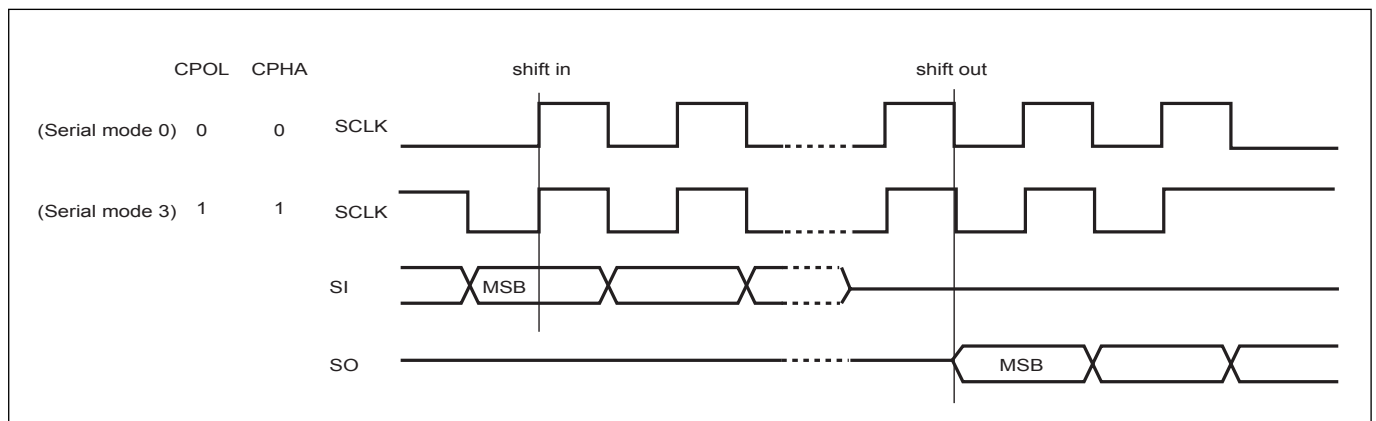 CPOL CPHA shift in shift out
(Serial mode 0) 0 0 SCLK
(Serial mode 3) 1 1 SCLK
SI MSB
SO MSB